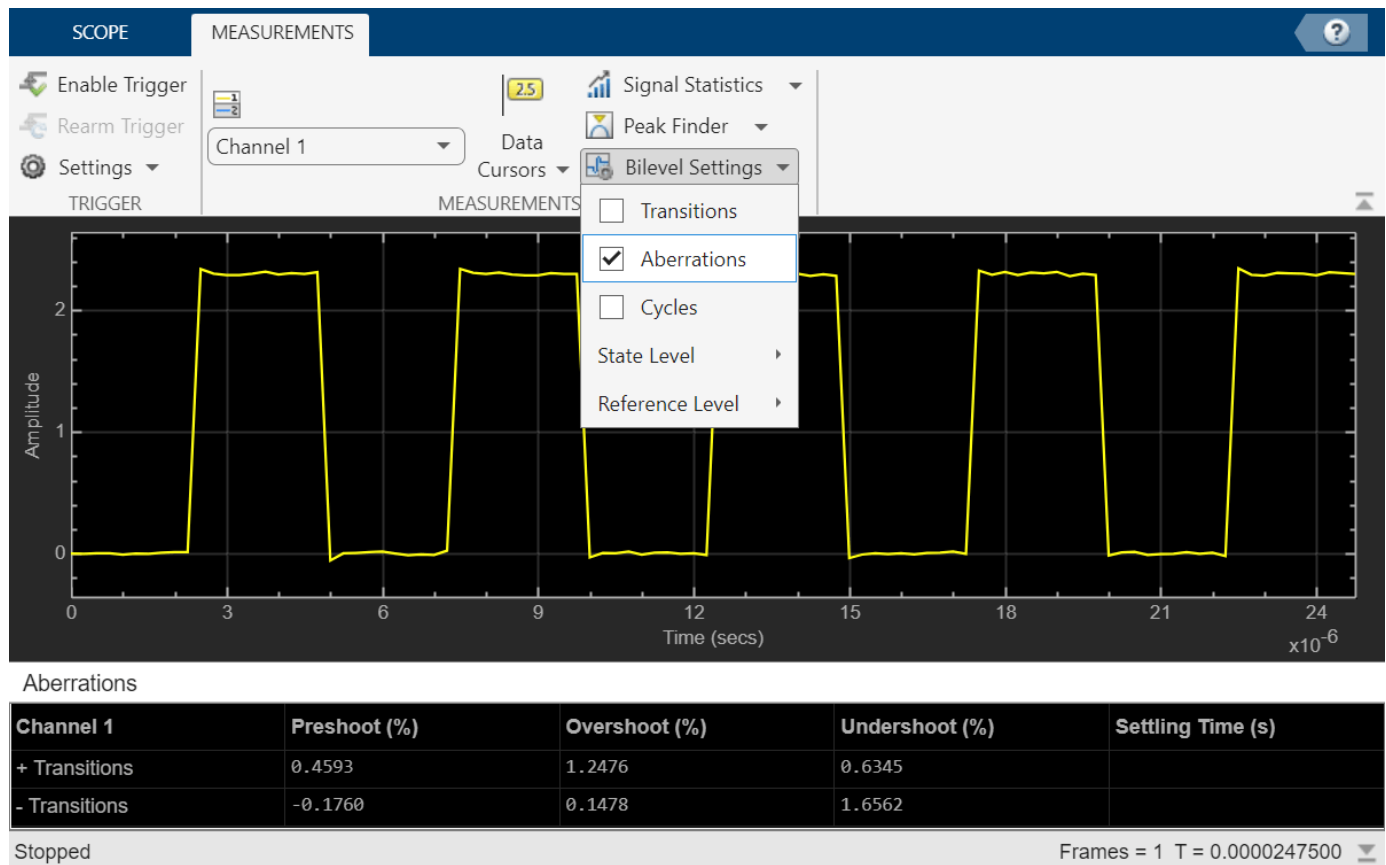 SCOPE MEASUREMENTS ?
Enable Trigger
Rearm Trigger
Settings
TRIGGER
1
2
Channel 1
2.5
Data
Cursors
Signal Statistics
Peak Finder
Bilevel Settings
MEASUREMENTS
Transitions
Aberrations
Cycles
State Level
Reference Level
Amplitude
2
1
0
0 3 6 9 12 15 18 21 24
Time (secs)
x10-6
Aberrations
Channel 1 Preshoot (%) Overshoot (%) Undershoot (%) Settling Time (s)
+ Transitions 0.4593 1.2476 0.6345
- Transitions -0.1760 0.1478 1.6562
Stopped Frames = 1 T = 0.0000247500